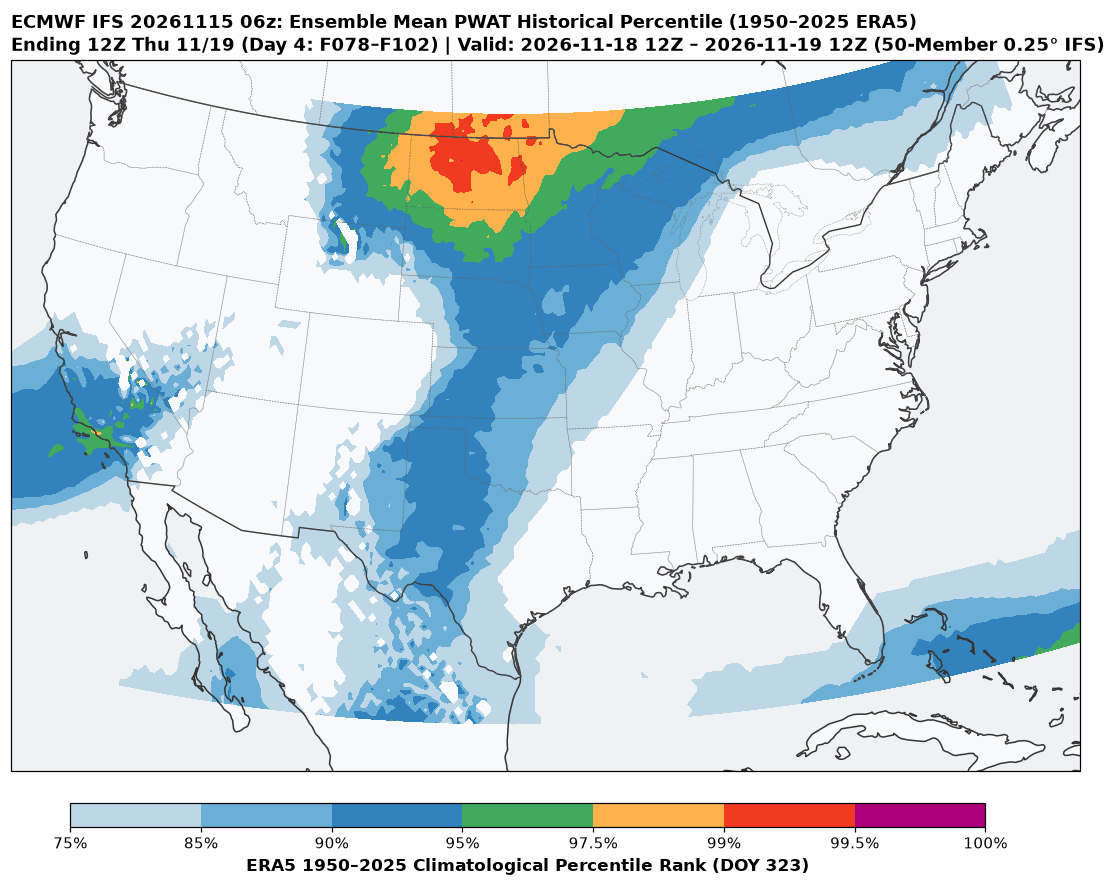 ECMWF IFS 20261115 06z: Ensemble Mean PWAT Historical Percentile (1950–2025 ERA5)
Ending 12Z Thu 11/19 (Day 4: F078–F102) | Valid: 2026-11-18 12Z – 2026-11-19 12Z (50-Member 0.25° IFS)
75% 85% 90% 95% 97.5% 99% 99.5% 100%
ERA5 1950–2025 Climatological Percentile Rank (DOY 323)